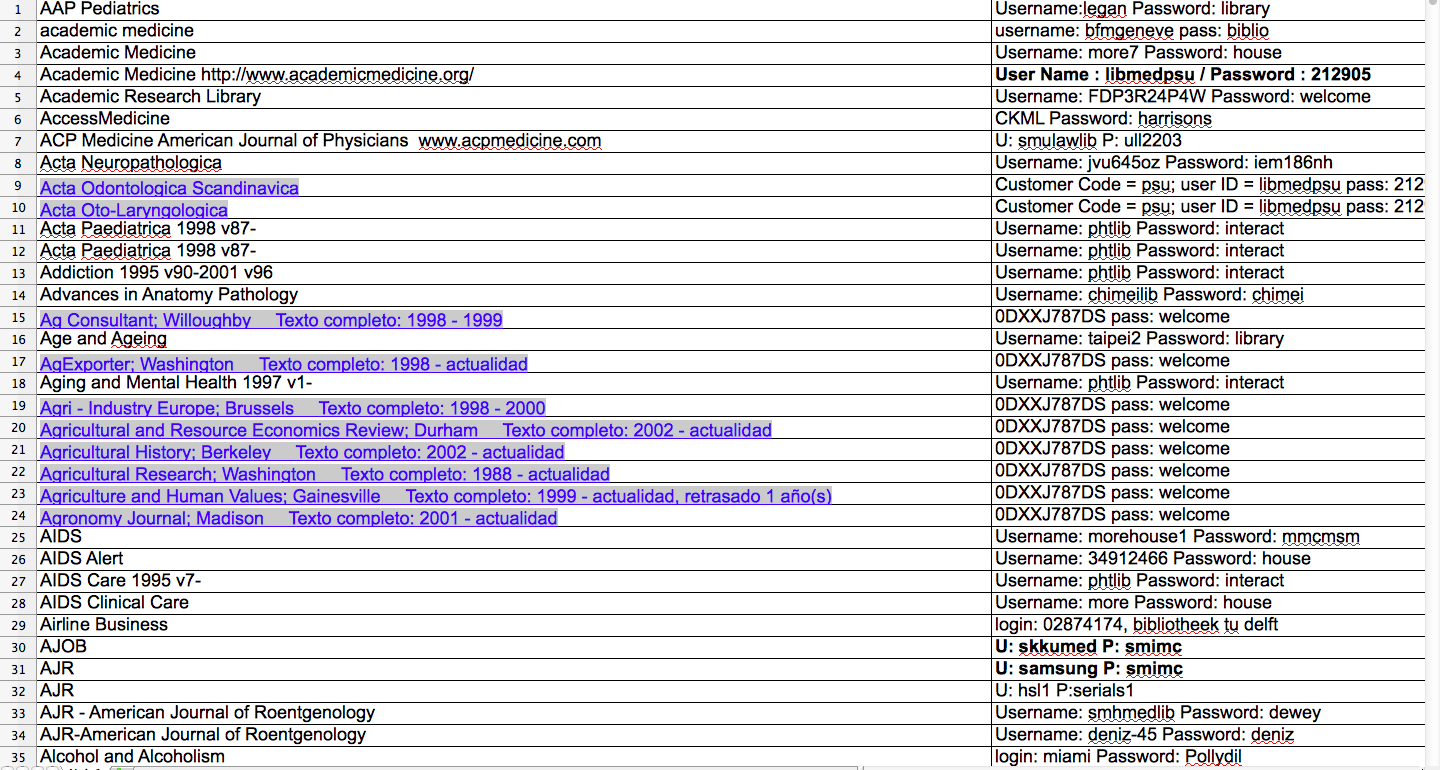 1 AAP Pediatrics Username:legan Password: library
2 academic medicine username: bfmgeneve pass: biblio
3 Academic Medicine Username: more7 Password: house
4 Academic Medicine http://www.academicmedicine.org/ User Name : libmedpsu / Password : 212905
5 Academic Research Library Username: FDP3R24P4W Password: welcome
6 AccessMedicine CKML Password: harrisons
7 ACP Medicine American Journal of Physicians www.acpmedicine.com U: smulawlib P: ull2203
8 Acta Neuropathologica Username: jvu645oz Password: iem186nh
9 Acta Odontologica Scandinavica Customer Code = psu; user ID = libmedpsu pass: 212
10 Acta Oto-Laryngologica Customer Code = psu; user ID = libmedpsu pass: 212
11 Acta Paediatrica 1998 v87- Username: phtlib Password: interact
12 Acta Paediatrica 1998 v87- Username: phtlib Password: interact
13 Addiction 1995 v90-2001 v96 Username: phtlib Password: interact
14 Advances in Anatomy Pathology Username: chimeilib Password: chimei
15 Ag Consultant; Willoughby Texto completo: 1998 - 1999 0DXXJ787DS pass: welcome
16 Age and Ageing Username: taipei2 Password: library
17 AgExporter; Washington Texto completo: 1998 - actualidad 0DXXJ787DS pass: welcome
18 Aging and Mental Health 1997 v1- Username: phtlib Password: interact
19 Agri - Industry Europe; Brussels Texto completo: 1998 - 2000 0DXXJ787DS pass: welcome
20 Agricultural and Resource Economics Review; Durham Texto completo: 2002 - actualidad 0DXXJ787DS pass: welcome
21 Agricultural History; Berkeley Texto completo: 2002 - actualidad 0DXXJ787DS pass: welcome
22 Agricultural Research; Washington Texto completo: 1988 - actualidad 0DXXJ787DS pass: welcome
23 Agriculture and Human Values; Gainesville Texto completo: 1999 - actualidad, retrasado 1 año(s) 0DXXJ787DS pass: welcome
24 Agronomy Journal; Madison Texto completo: 2001 - actualidad 0DXXJ787DS pass: welcome
25 AIDS Username: morehouse1 Password: mmcmsm
26 AIDS Alert Username: 34912466 Password: house
27 AIDS Care 1995 v7- Username: phtlib Password: interact
28 AIDS Clinical Care Username: more Password: house
29 Airline Business login: 02874174, bibliotheek tu delft
30 AJOB U: skkumed P: smimc
31 AJR U: samsung P: smimc
32 AJR U: hsl1 P:serials1
33 AJR - American Journal of Roentgenology Username: smhmedlib Password: dewey
34 AJR-American Journal of Roentgenology Username: deniz-45 Password: deniz
35 Alcohol and Alcoholism login: miami Password: Pollydil